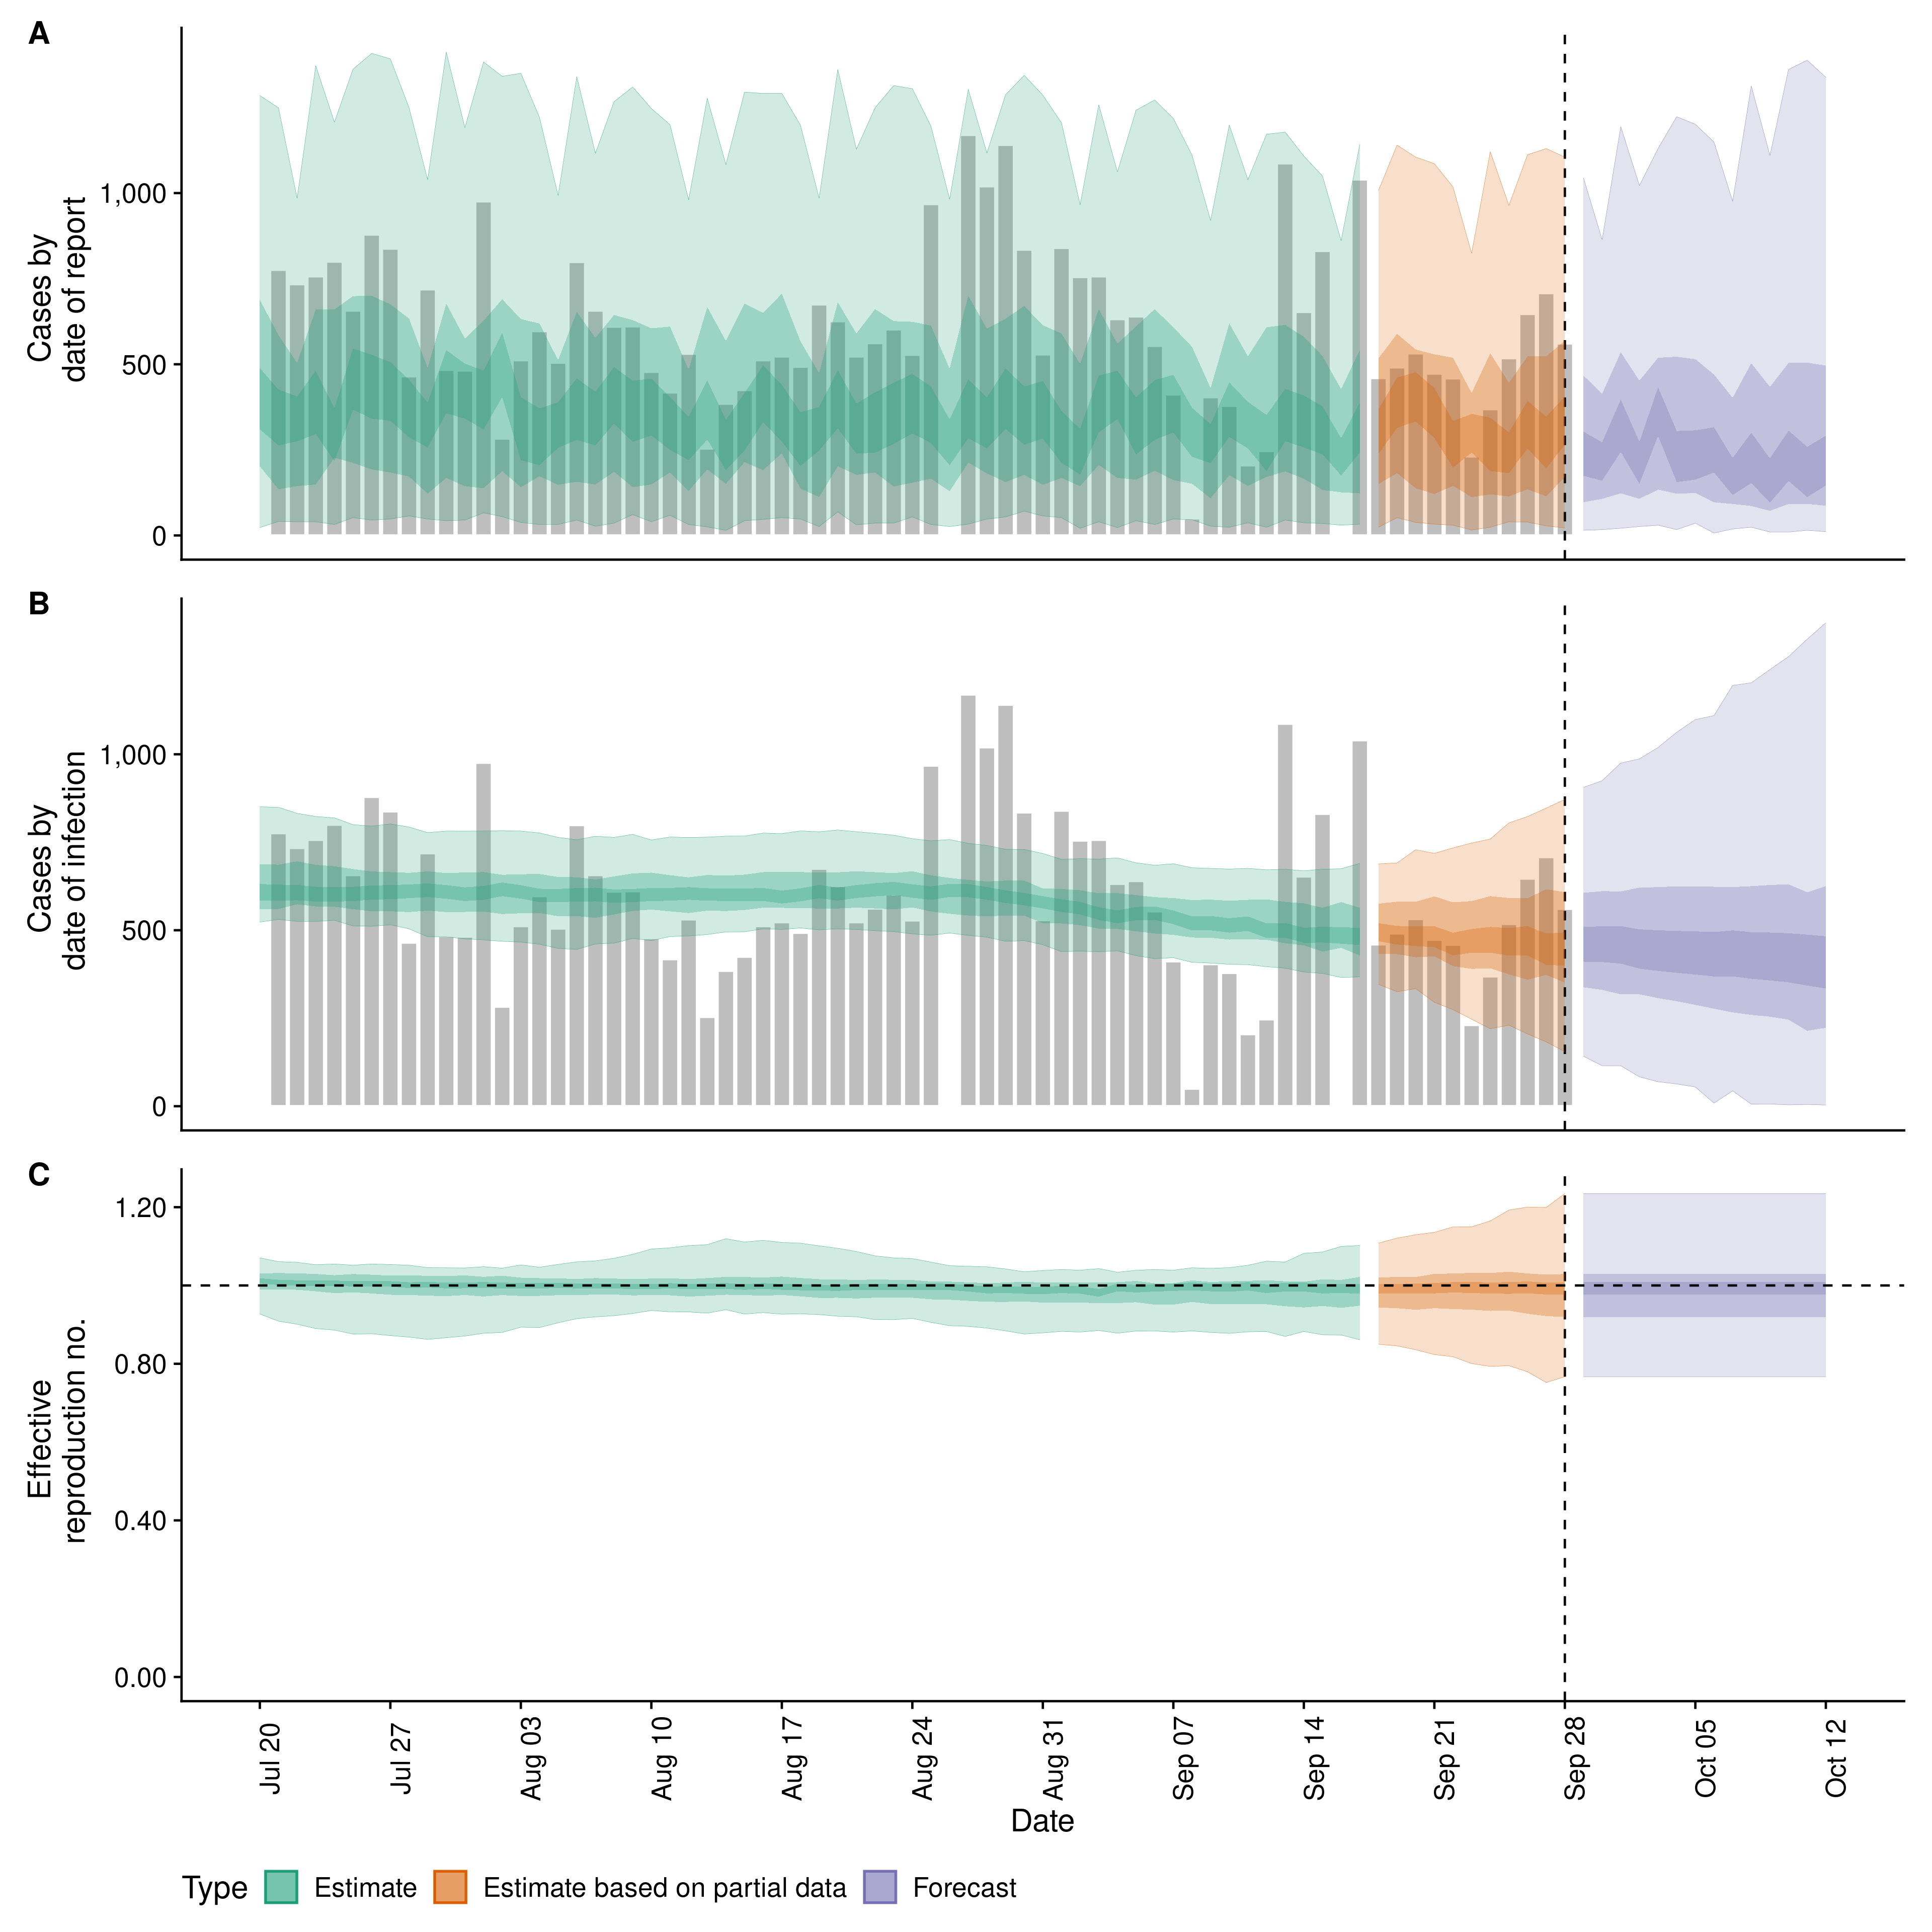 A
Cases by
date of report
1,000
500
0
B
Cases by
date of infection
1,000
500
0
C
Effective
reproduction no.
1.20
0.80
0.40
0.00
Jul 20
Jul 27
Aug 03
Aug 10
Aug 17
Aug 24
Aug 31
Sep 07
Sep 14
Sep 21
Sep 28
Oct 05
Oct 12
Date
Type Estimate Estimate based on partial data Forecast